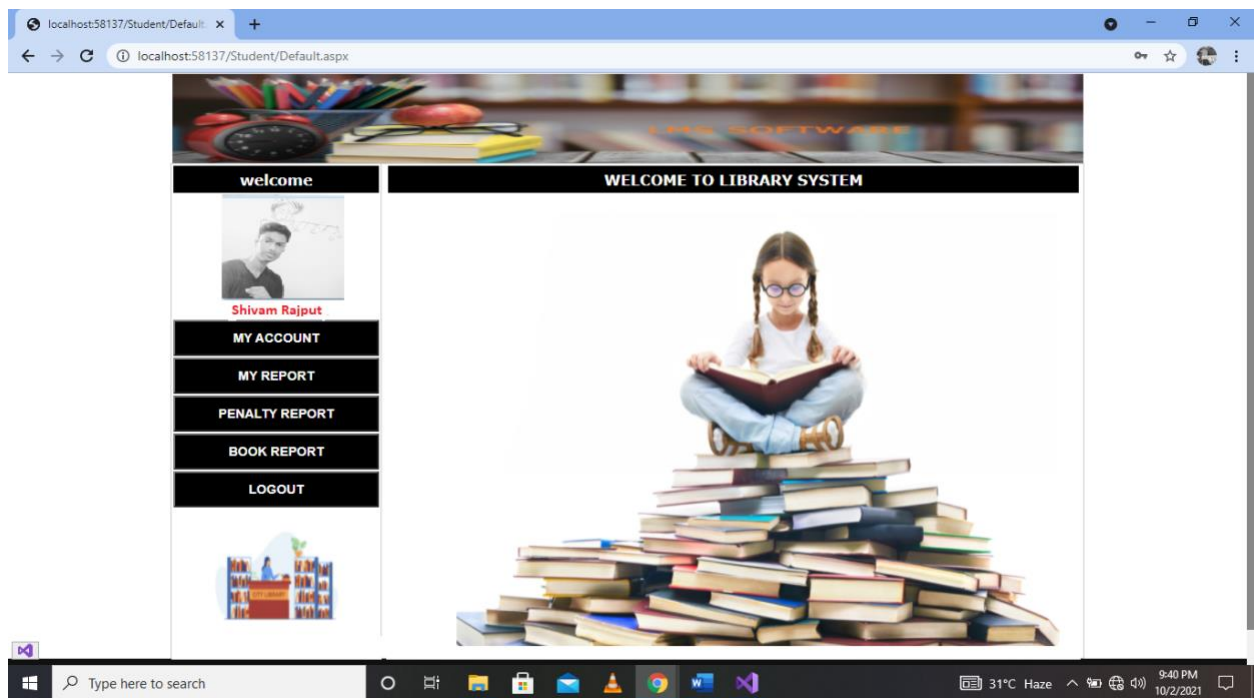 localhost:58137/Student/Default.
localhost:58137/Student/Default.aspx
LMS SOFTWARE
welcome
WELCOME TO LIBRARY SYSTEM
Shivam Rajput
MY ACCOUNT
MY REPORT
PENALTY REPORT
BOOK REPORT
LOGOUT
CITY LIBRARY
Type here to search
31°C Haze
9:40 PM
10/2/2021